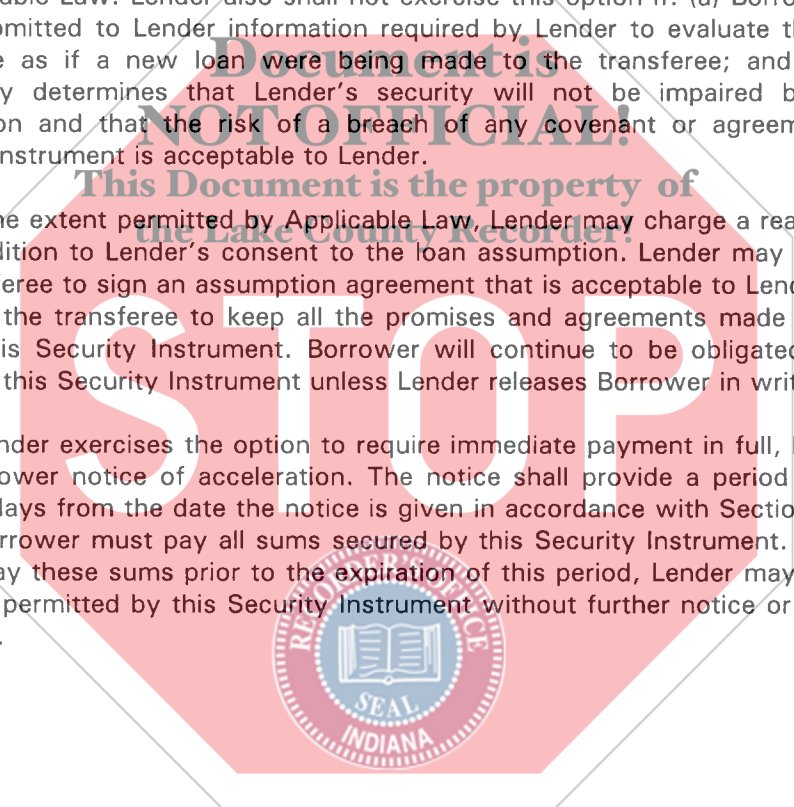 able Law. Lender also shall not exercise this option if: (a) Borro
mitted to Lender information required by Lender to evaluate th
e as if a new loan were being made to the transferee; and
y determines that Lender's security will not be impaired b
on and that the risk of a breach of any covenant or agreem
nstrument is acceptable to Lender.
Document is
NOT OFFICIAL!
This Document is the property of
the Lake County Recorder!
he extent permitted by Applicable Law, Lender may charge a rea
dition to Lender's consent to the loan assumption. Lender may
feree to sign an assumption agreement that is acceptable to Lend
the transferee to keep all the promises and agreements made
is Security Instrument. Borrower will continue to be obligated
this Security Instrument unless Lender releases Borrower in writ
STOP
nder exercises the option to require immediate payment in full,
ower notice of acceleration. The notice shall provide a period
days from the date the notice is given in accordance with Sectio
rrower must pay all sums secured by this Security Instrument.
ay these sums prior to the expiration of this period, Lender may
permitted by this Security Instrument without further notice or
RECORDER'S OFFICE
SEAL
INDIANA